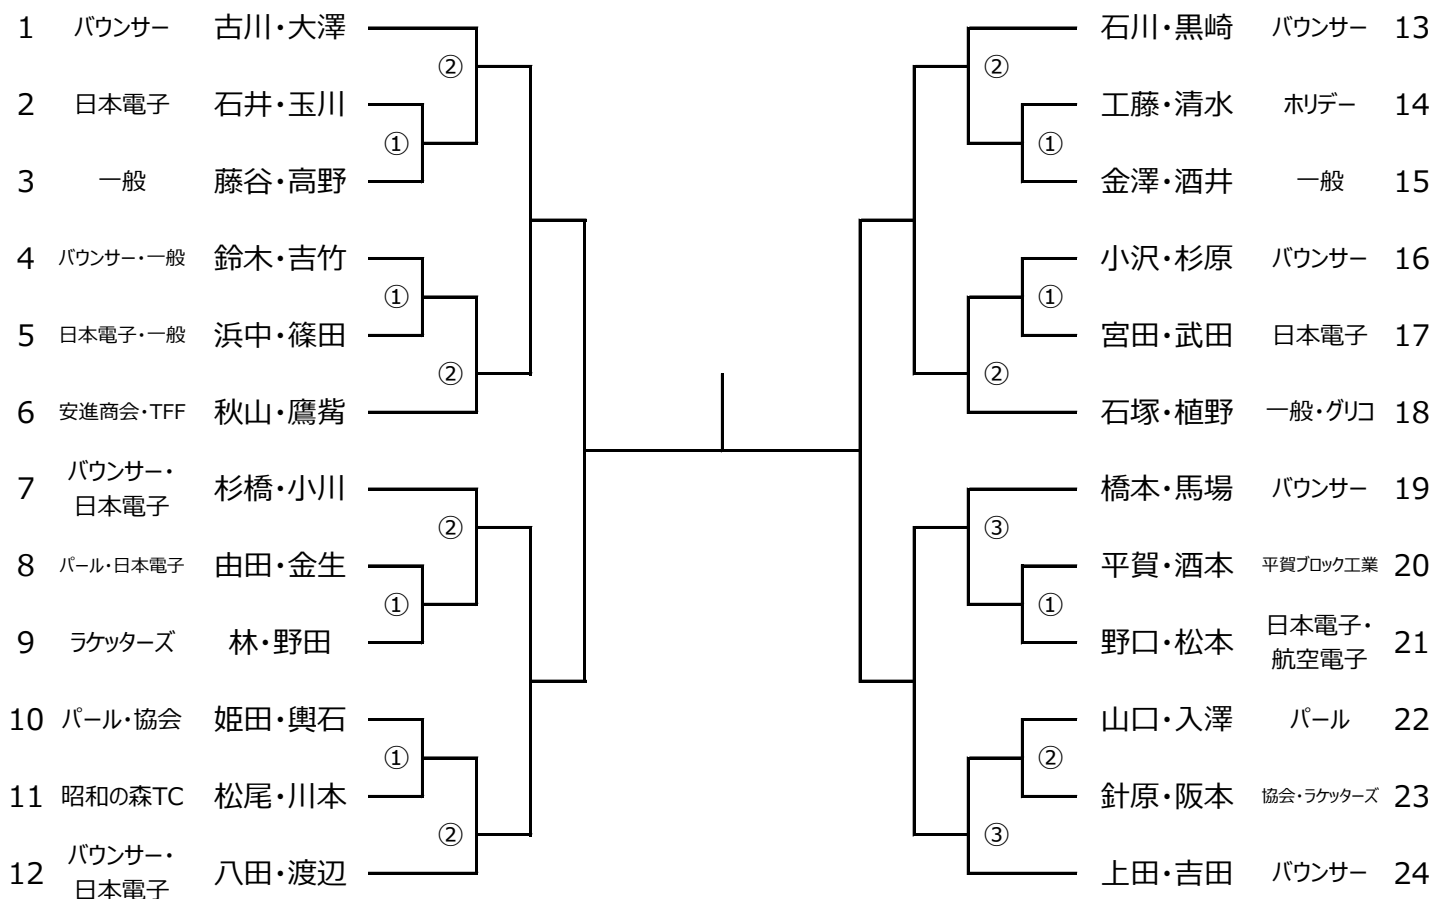 1 バウンサー 古川・大澤
②
2 日本電子 石井・玉川
①
3 一般 藤谷・高野
4 バウンサー・一般 鈴木・吉竹
①
5 日本電子・一般 浜中・篠田
②
6 安進商会・TFF 秋山・鷹觜
7 バウンサー・
日本電子 杉橋・小川
②
8 パール・日本電子 由田・金生
①
9 ラケッターズ 林・野田
10 パール・協会 姫田・輿石
①
11 昭和の森TC 松尾・川本
②
12 バウンサー・
日本電子 八田・渡辺
石川・黒崎 バウンサー 13
②
工藤・清水 ホリデー 14
①
金澤・酒井 一般 15
小沢・杉原 バウンサー 16
①
宮田・武田 日本電子 17
②
石塚・植野 一般・グリコ 18
橋本・馬場 バウンサー 19
③
平賀・酒本 平賀ブロック工業 20
①
野口・松本 日本電子・
航空電子 21
山口・入澤 パール 22
②
針原・阪本 協会・ラケッターズ 23
③
上田・吉田 バウンサー 24